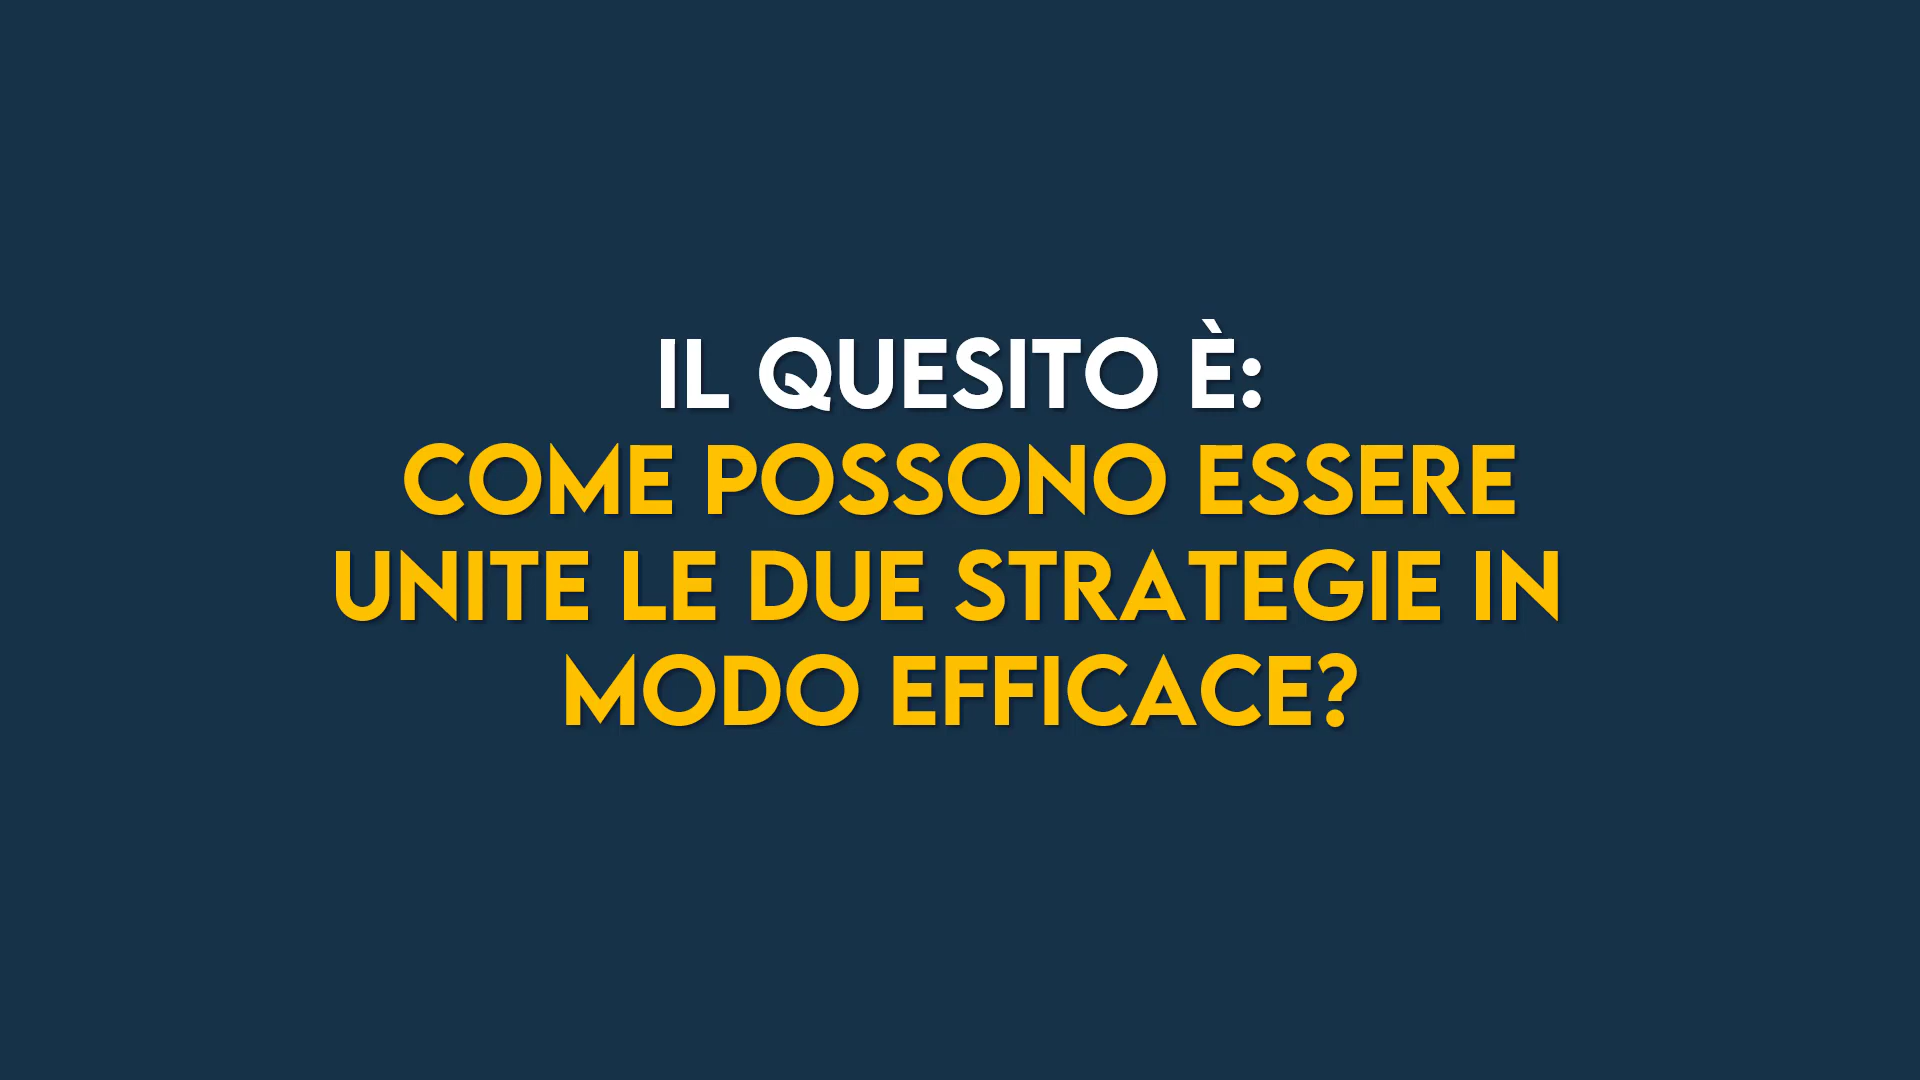 IL QUESITO È:
COME POSSONO ESSERE
UNITE LE DUE STRATEGIE IN
MODO EFFICACE?